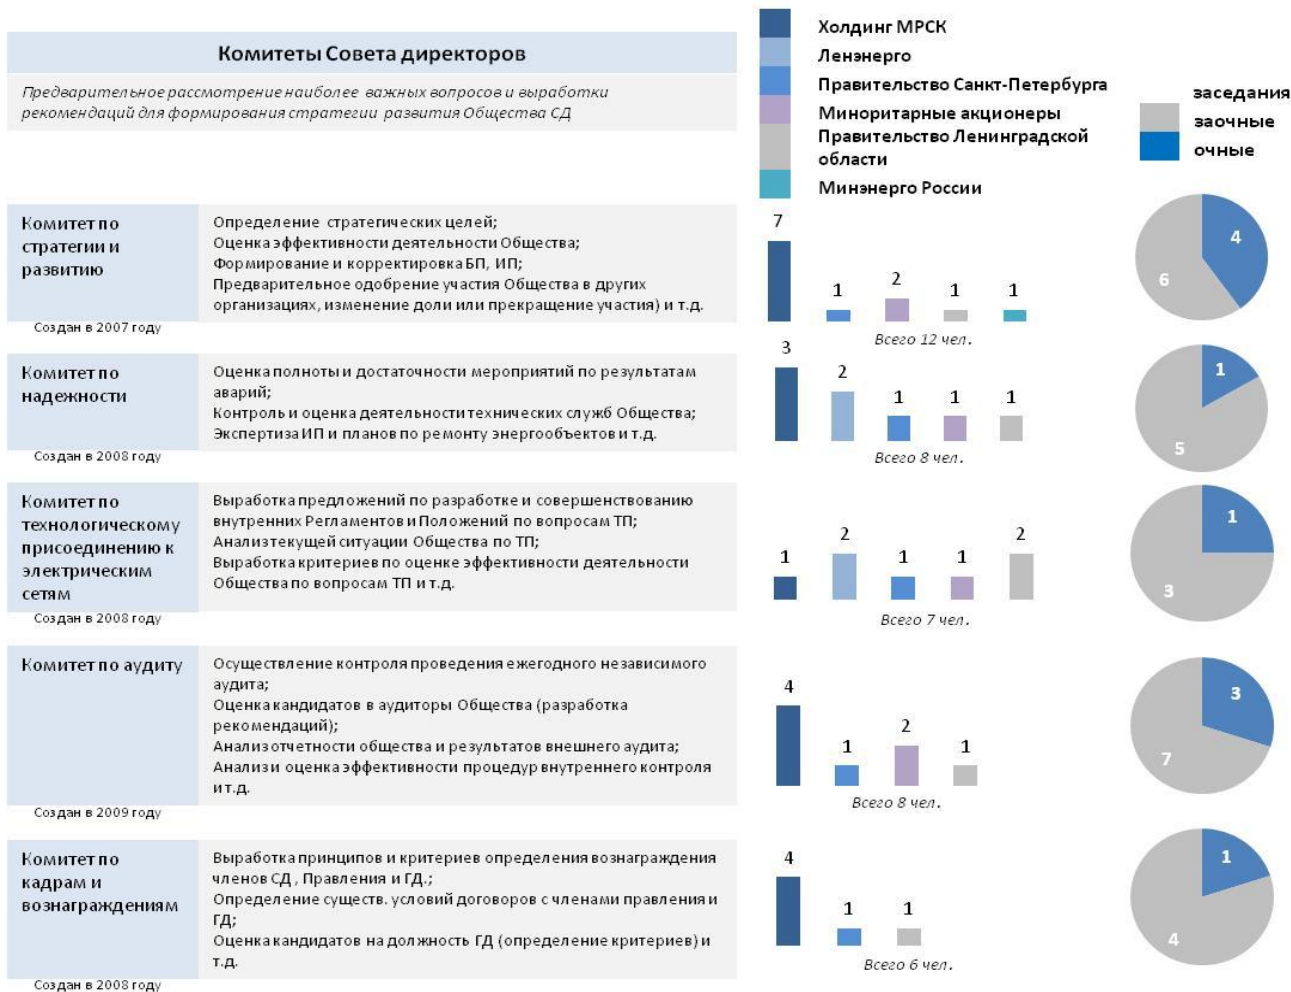 Комитеты Совета директоров
Предварительное рассмотрение наиболее важных вопросов и выработки
рекомендаций для формирования стратегии развития Общества СД
Холдинг МРСК
Ленэнерго
Правительство Санкт-Петербурга
Миноритарные акционеры
Правительство Ленинградской
области
Минэнерго России
заседания
заочные
очные
Комитет по
стратегии и
развитию
Создан в 2007 году
Определение стратегических целей;
Оценка эффективности деятельности Общества;
Формирование и корректировка БП, ИП;
Предварительное одобрение участия Общества в других
организациях, изменение доли или прекращение участия) и т.д.
7
1
2
1
1
Всего 12 чел.
4
6
Комитет по
надежности
Создан в 2008 году
Оценка полноты и достаточности мероприятий по результатам
аварий;
Контроль и оценка деятельности технических служб Общества;
Экспертиза ИП и планов по ремонту энергообъектов и т.д.
3
2
1
1
1
Всего 8 чел.
1
5
Комитет по
технологическому
присоединению к
электрическим
сетям
Создан в 2008 году
Выработка предложений по разработке и совершенствованию
внутренних Регламентов и Положений по вопросам ТП;
Анализ текущей ситуации Общества по ТП;
Выработка критериев по оценке эффективности деятельности
Общества по вопросам ТП и т.д.
1
2
1
1
2
Всего 7 чел.
1
3
Комитет по аудиту
Создан в 2009 году
Осуществление контроля проведения ежегодного независимого
аудита;
Оценка кандидатов в аудиторы Общества (разработка
рекомендаций);
Анализ отчетности общества и результатов внешнего аудита;
Анализ и оценка эффективности процедур внутреннего контроля
и т.д.
4
1
2
1
Всего 8 чел.
3
7
Комитет по
кадрам и
вознаграждениям
Создан в 2008 году
Выработка принципов и критериев определения вознаграждения
членов СД , Правления и ГД.;
Определение существ. условий договоров с членами правления и
ГД;
Оценка кандидатов на должность ГД (определение критериев) и
т.д.
4
1
1
Всего 6 чел.
1
4